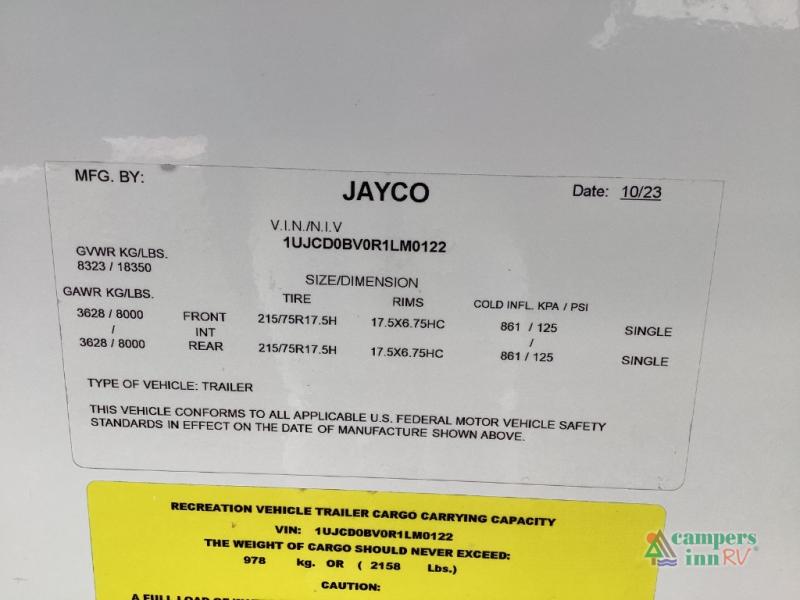 MFG. BY:
JAYCO
Date: 10/23
V.I.N./N.I.V
1UJCD0BV0R1LM0122
GVWR KG/LBS.
8323 / 18350
SIZE/DIMENSION
GAWR KG/LBS.
TIRE RIMS COLD INFL. KPA / PSI
3628 / 8000 FRONT 215/75R17.5H 17.5X6.75HC 861 / 125 SINGLE
/ INT /
3628 / 8000 REAR 215/75R17.5H 17.5X6.75HC 861 / 125 SINGLE
TYPE OF VEHICLE: TRAILER
THIS VEHICLE CONFORMS TO ALL APPLICABLE U.S. FEDERAL MOTOR VEHICLE SAFETY
STANDARDS IN EFFECT ON THE DATE OF MANUFACTURE SHOWN ABOVE.
RECREATION VEHICLE TRAILER CARGO CARRYING CAPACITY
VIN: 1UJCD0BV0R1LM0122
THE WEIGHT OF CARGO SHOULD NEVER EXCEED:
978 kg. OR ( 2158 Lbs.)
CAUTION:
A FULL LOAD OF
campers
inn RV